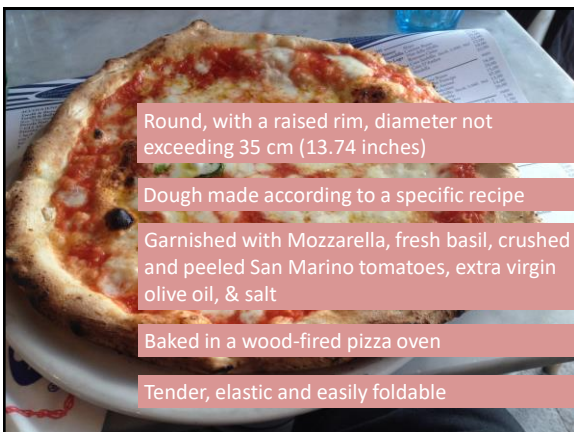 Round, with a raised rim, diameter not
exceeding 35 cm (13.74 inches)
Dough made according to a specific recipe
Garnished with Mozzarella, fresh basil, crushed
and peeled San Marino tomatoes, extra virgin
olive oil, & salt
Baked in a wood-fired pizza oven
Tender, elastic and easily foldable